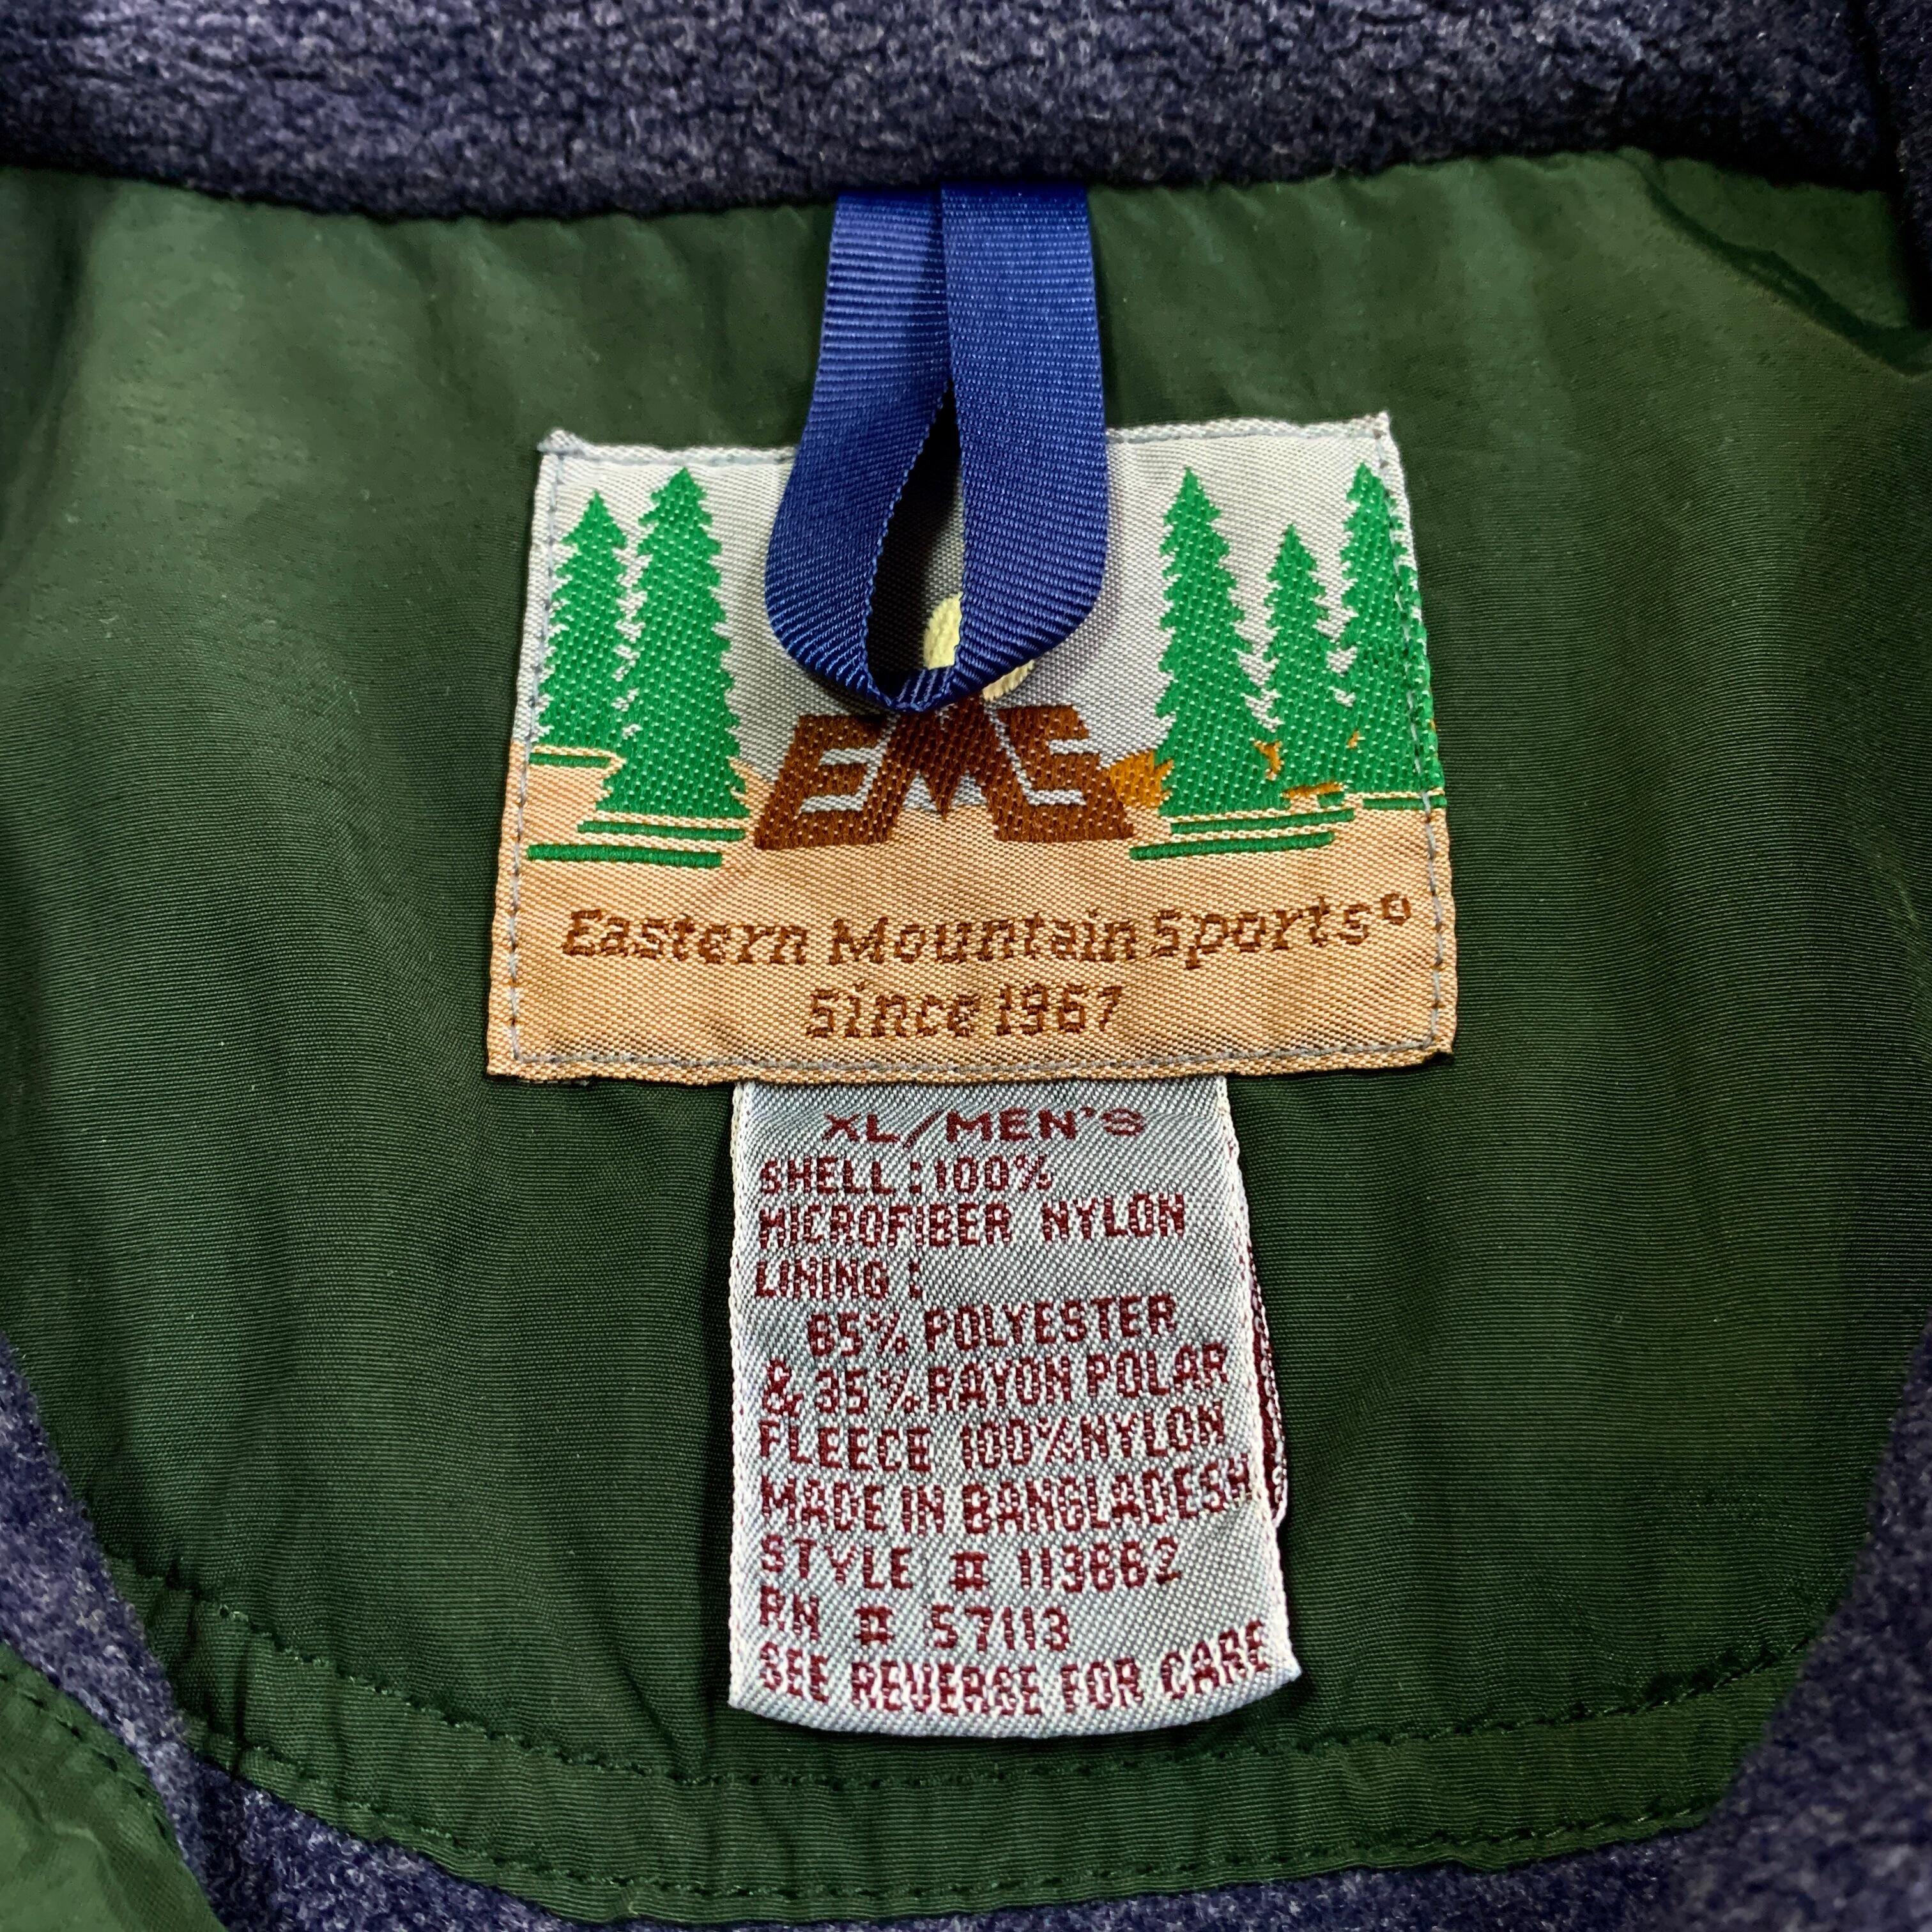 EMS
Eastern Mountain Sports®
Since 1967
XL/MEN'S
SHELL : 100%
MICROFIBER NYLON
LINING :
65% POLYESTER
& 35% RAYON POLAR
FLEECE 100% NYLON
MADE IN BANGLADESH
STYLE # 113662
RN # 57113
SEE REVERSE FOR CARE